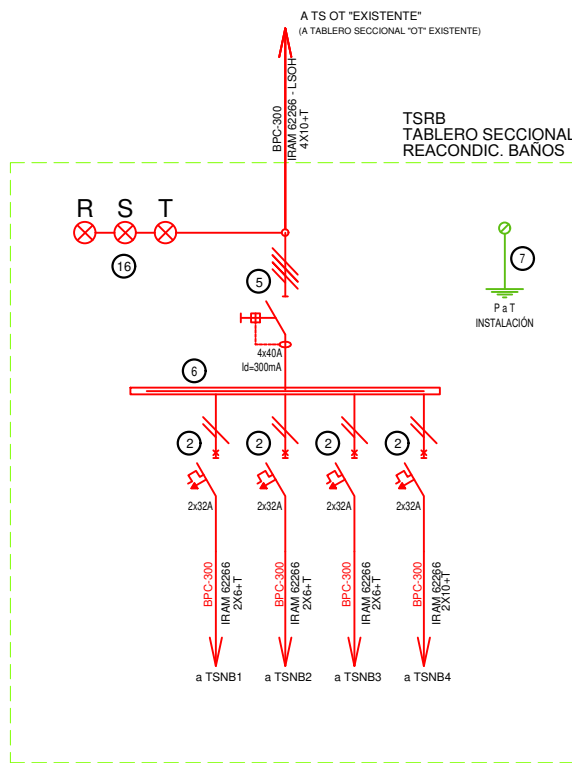 A TS OT "EXISTENTE"
(A TABLERO SECCIONAL "OT" EXISTENTE)
BPC-300
IRAM 62266 - LSOH
4X10+T
TSRB
TABLERO SECCIONAL
REACONDIC. BAÑOS
R S T
16
5
7
P a T
INSTALACIÓN
4x40A
Id=300mA
6
2
2
2
2
2x32A
2x32A
2x32A
2x32A
BPC-300
IRAM 62266
2X6+T
BPC-300
IRAM 62266
2X6+T
BPC-300
IRAM 62266
2X6+T
BPC-300
IRAM 62266
2X10+T
a TSNB1
a TSNB2
a TSNB3
a TSNB4